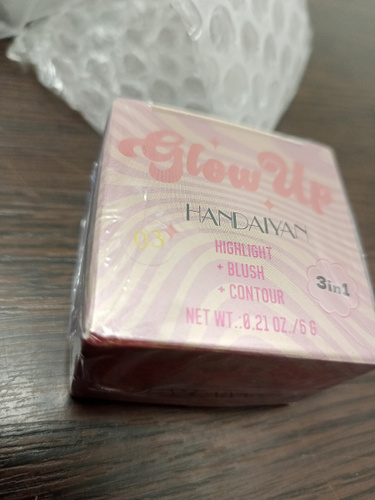 Glow Up
HANDAIYAN
03
HIGHLIGHT
+ BLUSH
+ CONTOUR
3in1
NET WT.:0.21 OZ./6 G